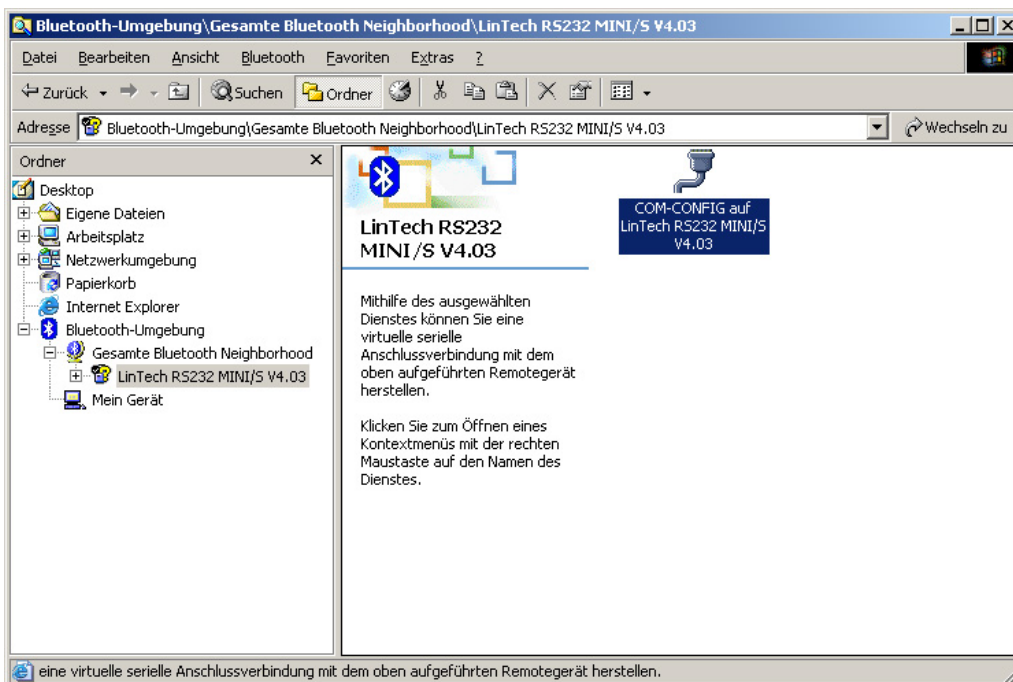 Bluetooth-Umgebung\Gesamte Bluetooth Neighborhood\LinTech RS232 MINI/S V4.03
Datei Bearbeiten Ansicht Bluetooth Favoriten Extras ?
Zurück Suchen Ordner
Adresse Bluetooth-Umgebung\Gesamte Bluetooth Neighborhood\LinTech RS232 MINI/S V4.03 Wechseln zu
Ordner
Desktop
Eigene Dateien
Arbeitsplatz
Netzwerkumgebung
Papierkorb
Internet Explorer
Bluetooth-Umgebung
Gesamte Bluetooth Neighborhood
LinTech RS232 MINI/S V4.03
Mein Gerät
LinTech RS232
MINI/S V4.03
Mithilfe des ausgewählten
Dienstes können Sie eine
virtuelle serielle
Anschlussverbindung mit dem
oben aufgeführten Remotegerät
herstellen.
Klicken Sie zum Öffnen eines
Kontextmenüs mit der rechten
Maustaste auf den Namen des
Dienstes.
COM-CONFIG auf
LinTech RS232 MINI/S
V4.03
eine virtuelle serielle Anschlussverbindung mit dem oben aufgeführten Remotegerät herstellen.